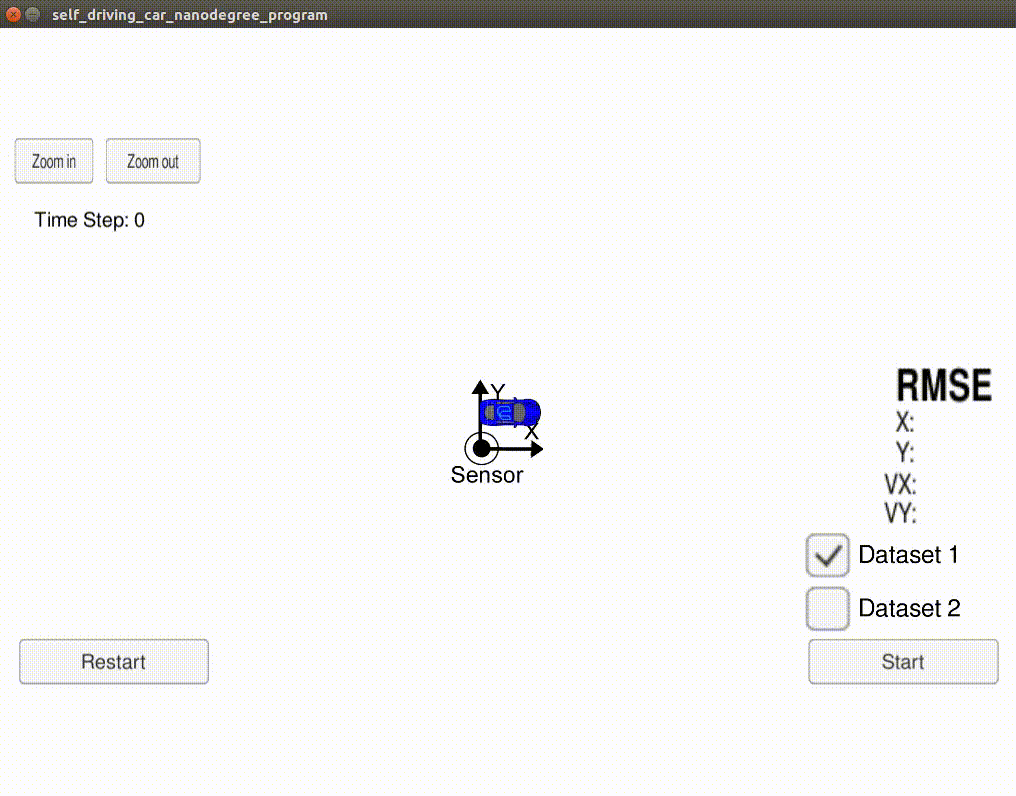 self_driving_car_nanodegree_program
Zoom in Zoom out
Time Step: 0
Y
X
Sensor
RMSE
X:
Y:
VX:
VY:
Dataset 1
Dataset 2
Restart
Start